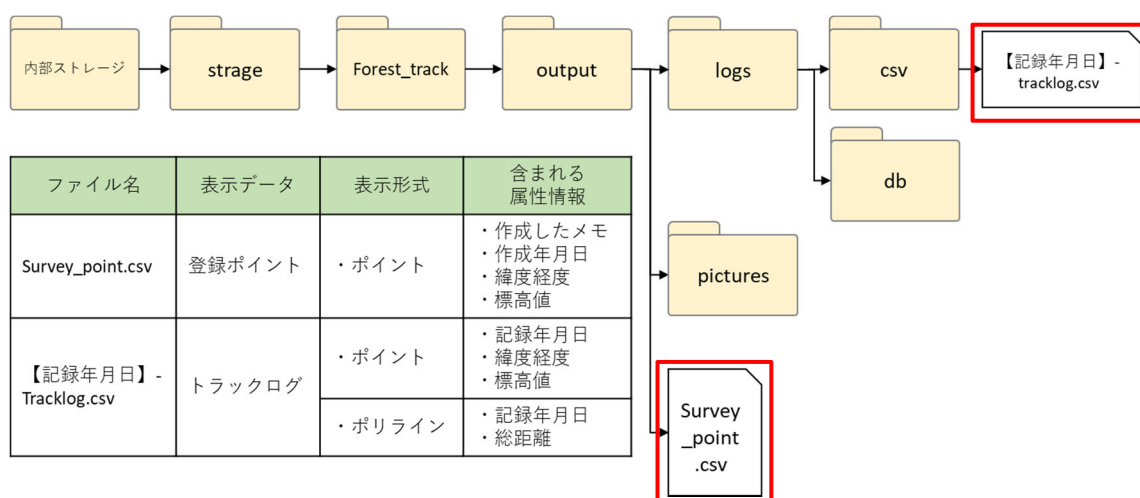 内部ストレージ
strage
Forest_track
output
logs
csv
【記録年月日】-
tracklog.csv
db
pictures
Survey
_point
.csv
ファイル名
表示データ
表示形式
含まれる
属性情報
Survey_point.csv
登録ポイント
・ポイント
・作成したメモ
・作成年月日
・緯度経度
・標高値
【記録年月日】-
Tracklog.csv
トラックログ
・ポイント
・記録年月日
・緯度経度
・標高値
・ポリライン
・記録年月日
・総距離